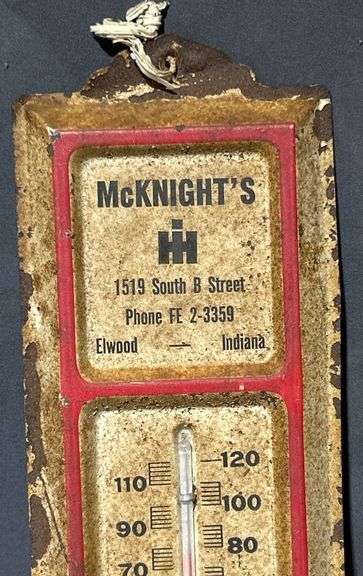 McKNIGHT'S
IH
1519 South B Street
Phone FE 2-3359
Elwood — Indiana
120
110
100
90
80
70